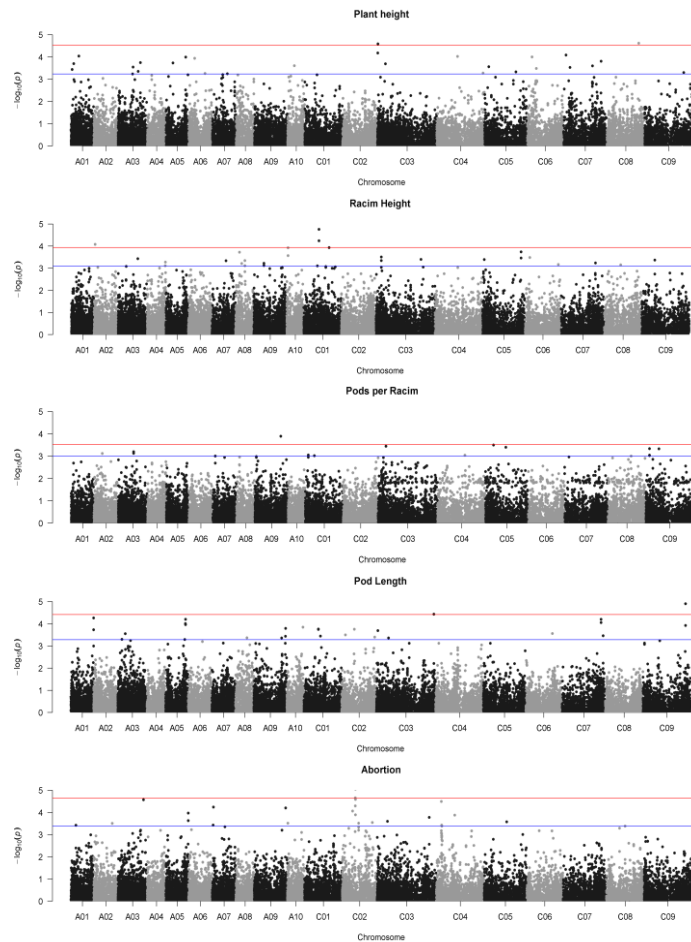 Plant height
5
4
3
2
1
0
−log₁₀(p)
A01 A02 A03 A04 A05 A06 A07 A08 A09 A10 C01 C02 C03 C04 C05 C06 C07 C08 C09
Chromosome
Racim Height
5
4
3
2
1
0
−log₁₀(p)
A01 A02 A03 A04 A05 A06 A07 A08 A09 A10 C01 C02 C03 C04 C05 C06 C07 C08 C09
Chromosome
Pods per Racim
5
4
3
2
1
0
−log₁₀(p)
A01 A02 A03 A04 A05 A06 A07 A08 A09 A10 C01 C02 C03 C04 C05 C06 C07 C08 C09
Chromosome
Pod Length
5
4
3
2
1
0
−log₁₀(p)
A01 A02 A03 A04 A05 A06 A07 A08 A09 A10 C01 C02 C03 C04 C05 C06 C07 C08 C09
Chromosome
Abortion
5
4
3
2
1
0
−log₁₀(p)
A01 A02 A03 A04 A05 A06 A07 A08 A09 A10 C01 C02 C03 C04 C05 C06 C07 C08 C09
Chromosome